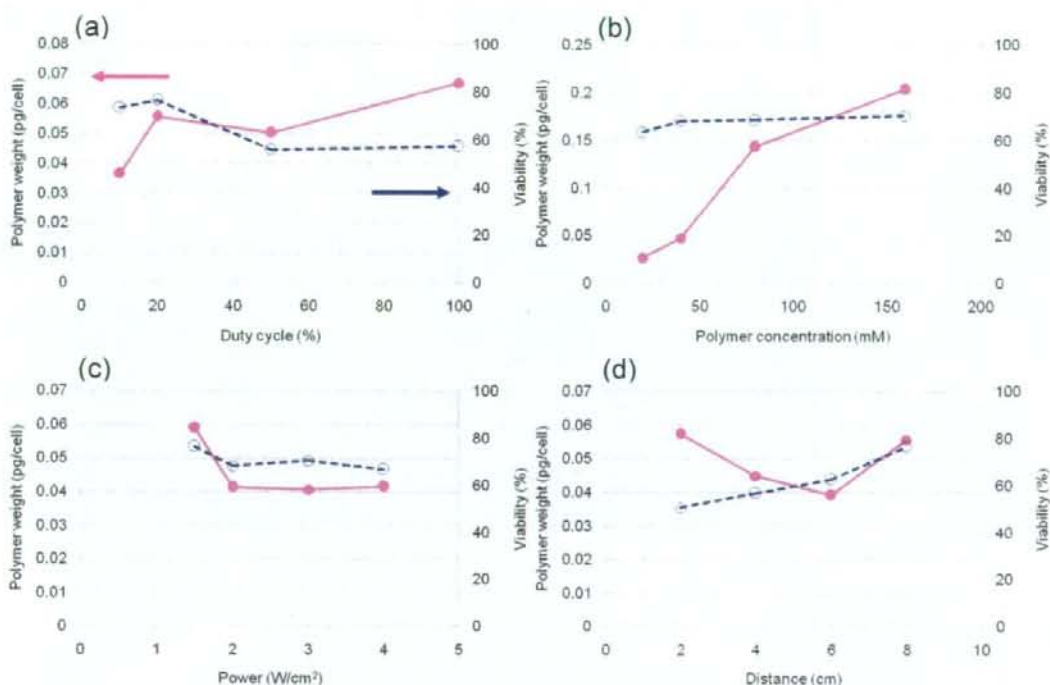 (a)
Polymer weight (pg/cell)
0.08
0.07
0.06
0.05
0.04
0.03
0.02
0.01
0
100
80
60
40
20
0
Viability (%)
0 20 40 60 80 100
Duty cycle (%)
(b)
Polymer weight (pg/cell)
0.25
0.2
0.15
0.1
0.05
0
100
80
60
40
20
0
Viability (%)
0 50 100 150 200
Polymer concentration (mM)
(c)
Polymer weight (pg/cell)
0.07
0.06
0.05
0.04
0.03
0.02
0.01
0
100
80
60
40
20
0
Viability (%)
0 1 2 3 4 5
Power (W/cm²)
(d)
Polymer weight (pg/cell)
0.07
0.06
0.05
0.04
0.03
0.02
0.01
0
100
80
60
40
20
0
Viability (%)
0 2 4 6 8 10
Distance (cm)